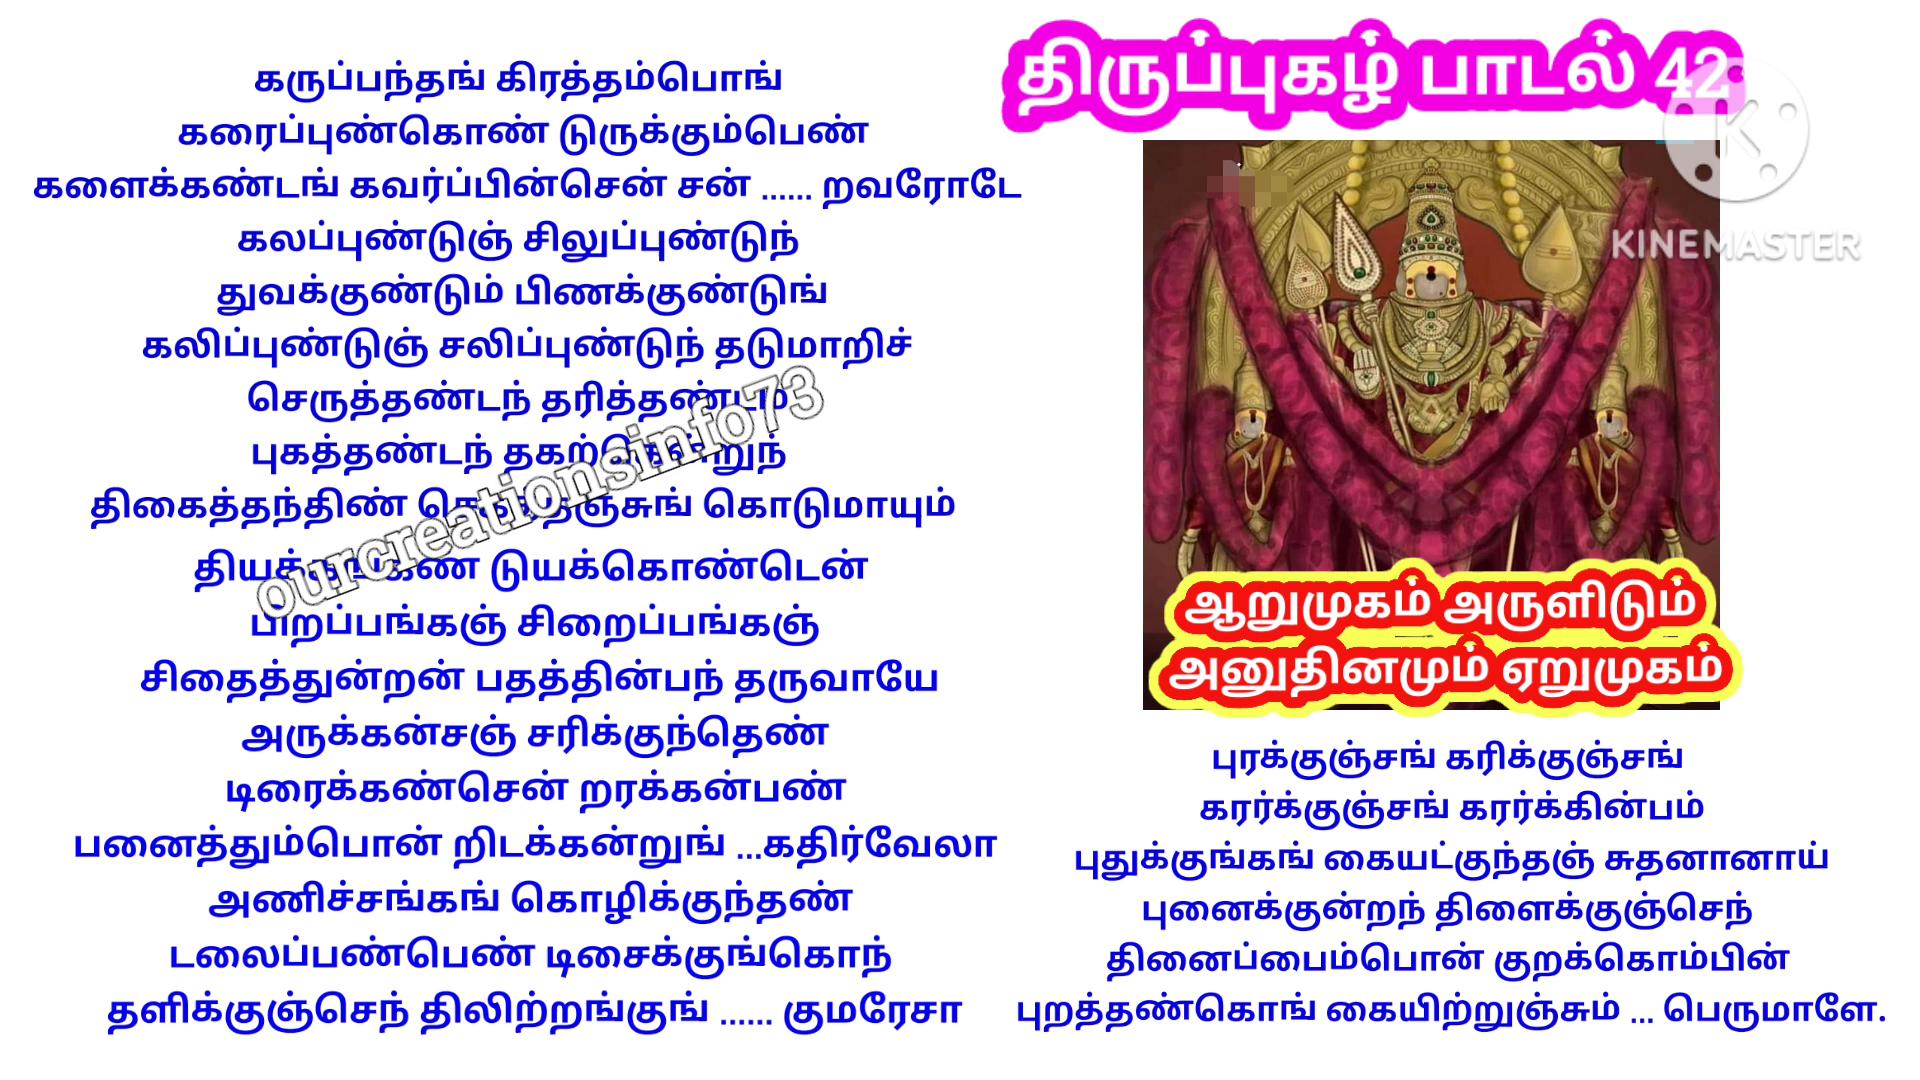 திருப்புகழ் பாடல் 42
KINEMASTER
கருப்பந்தங் கிரத்தம்பொங்
கரைப்புண்கொண் டுருக்கும்பெண்
களைக்கண்டங் கவர்ப்பின்சென் சன் ...... றவரோடே
கலப்புண்டுஞ் சிலுப்புண்டுந்
துவக்குண்டும் பிணக்குண்டுங்
கலிப்புண்டுஞ் சலிப்புண்டுந் தடுமாறிச்
செருத்தண்டந் தரித்தண்டம்
புகத்தண்டந்
திகைத்தந்திண் கொடுமாயும்
டுயக்கொண்டென்
பிறப்பங்கஞ் சிறைப்பங்கஞ்
சிதைத்துன்றன் பதத்தின்பந் தருவாயே
அருக்கன்சஞ் சரிக்குந்தெண்
டிரைக்கண்சென் றரக்கன்பண்
பனைத்தும்பொன் றிடக்கன்றுங் ...கதிர்வேலா
அணிச்சங்கங் கொழிக்குந்தண்
டலைப்பண்பெண் டிசைக்குங்கொந்
தளிக்குஞ்செந் திலிற்றங்குங் ...... குமரேசா
ourcreationsinfo73
ஆறுமுகம் அருளிடும்
அனுதினமும் ஏறுமுகம்
புரக்குஞ்சங் கரிக்குஞ்சங்
கரர்க்குஞ்சங் கரர்க்கின்பம்
புதுக்குங்கங் கையட்குந்தஞ் சுதனானாய்
புனைக்குன்றந் திளைக்குஞ்செந்
தினைப்பைம்பொன் குறக்கொம்பின்
புறத்தண்கொங் கையிற்றுஞ்சும் ... பெருமாளே.